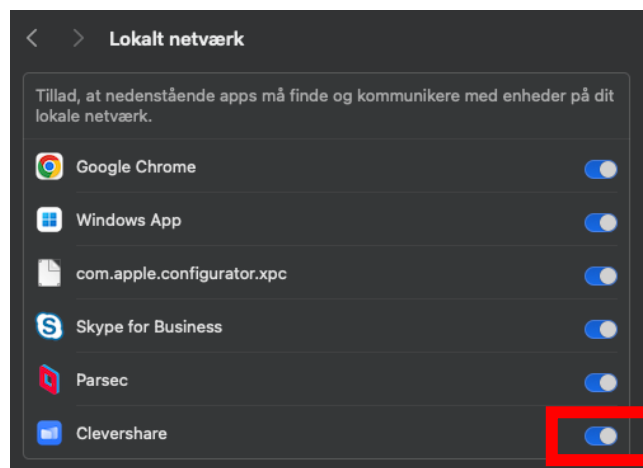 Lokalt netværk
Tillad, at nedenstående apps må finde og kommunikere med enheder på dit
lokale netværk.
Google Chrome
Windows App
com.apple.configurator.xpc
Skype for Business
Parsec
Clevershare